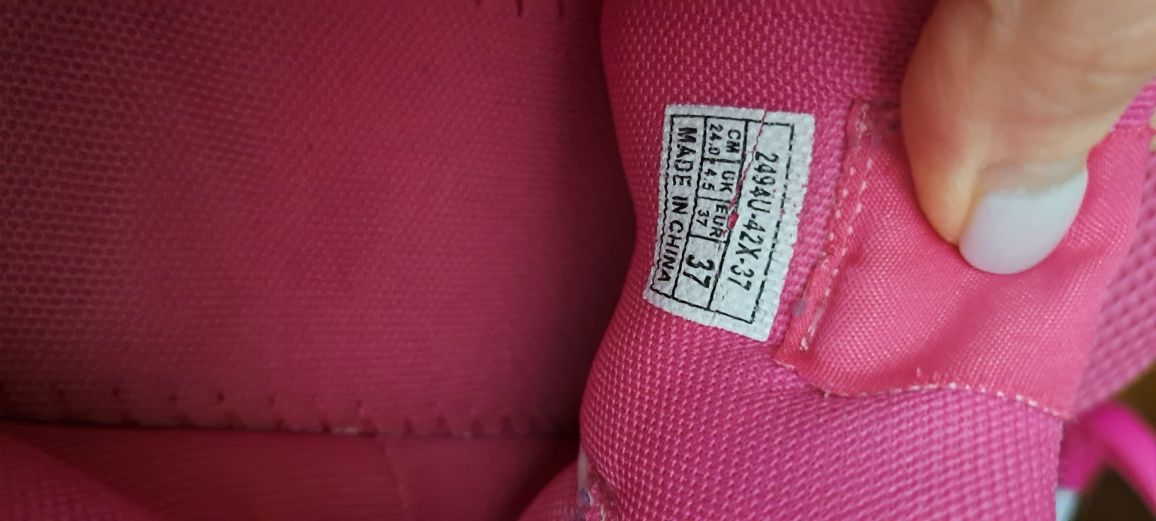 2494U-42X-37
CM UK EUR 37
24.0 4.5 37
MADE IN CHINA